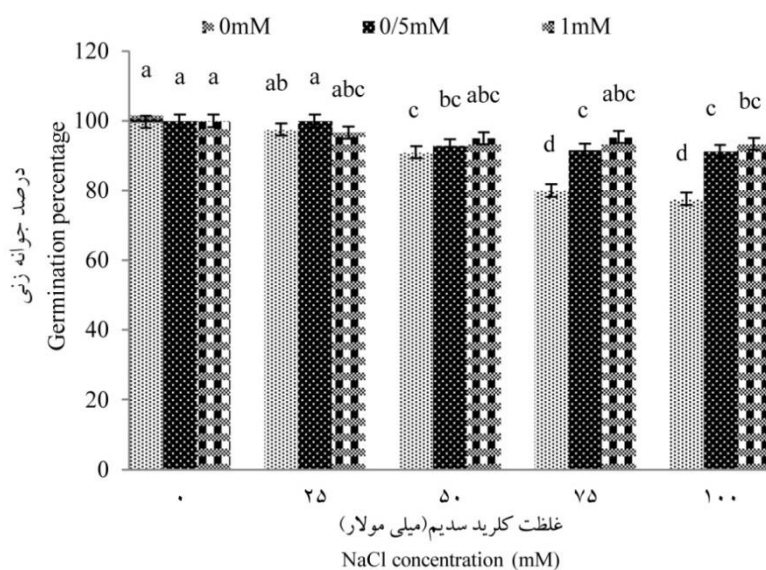 0mM 0/5mM 1mM
120
100
80
60
40
20
0
a a a ab a abc c bc abc d c abc d c bc
درصد جوانه زنی
Germination percentage
۰ ۲۵ ۵۰ ۷۵ ۱۰۰
غلظت کلرید سدیم(میلی مولار)
NaCl concentration (mM)